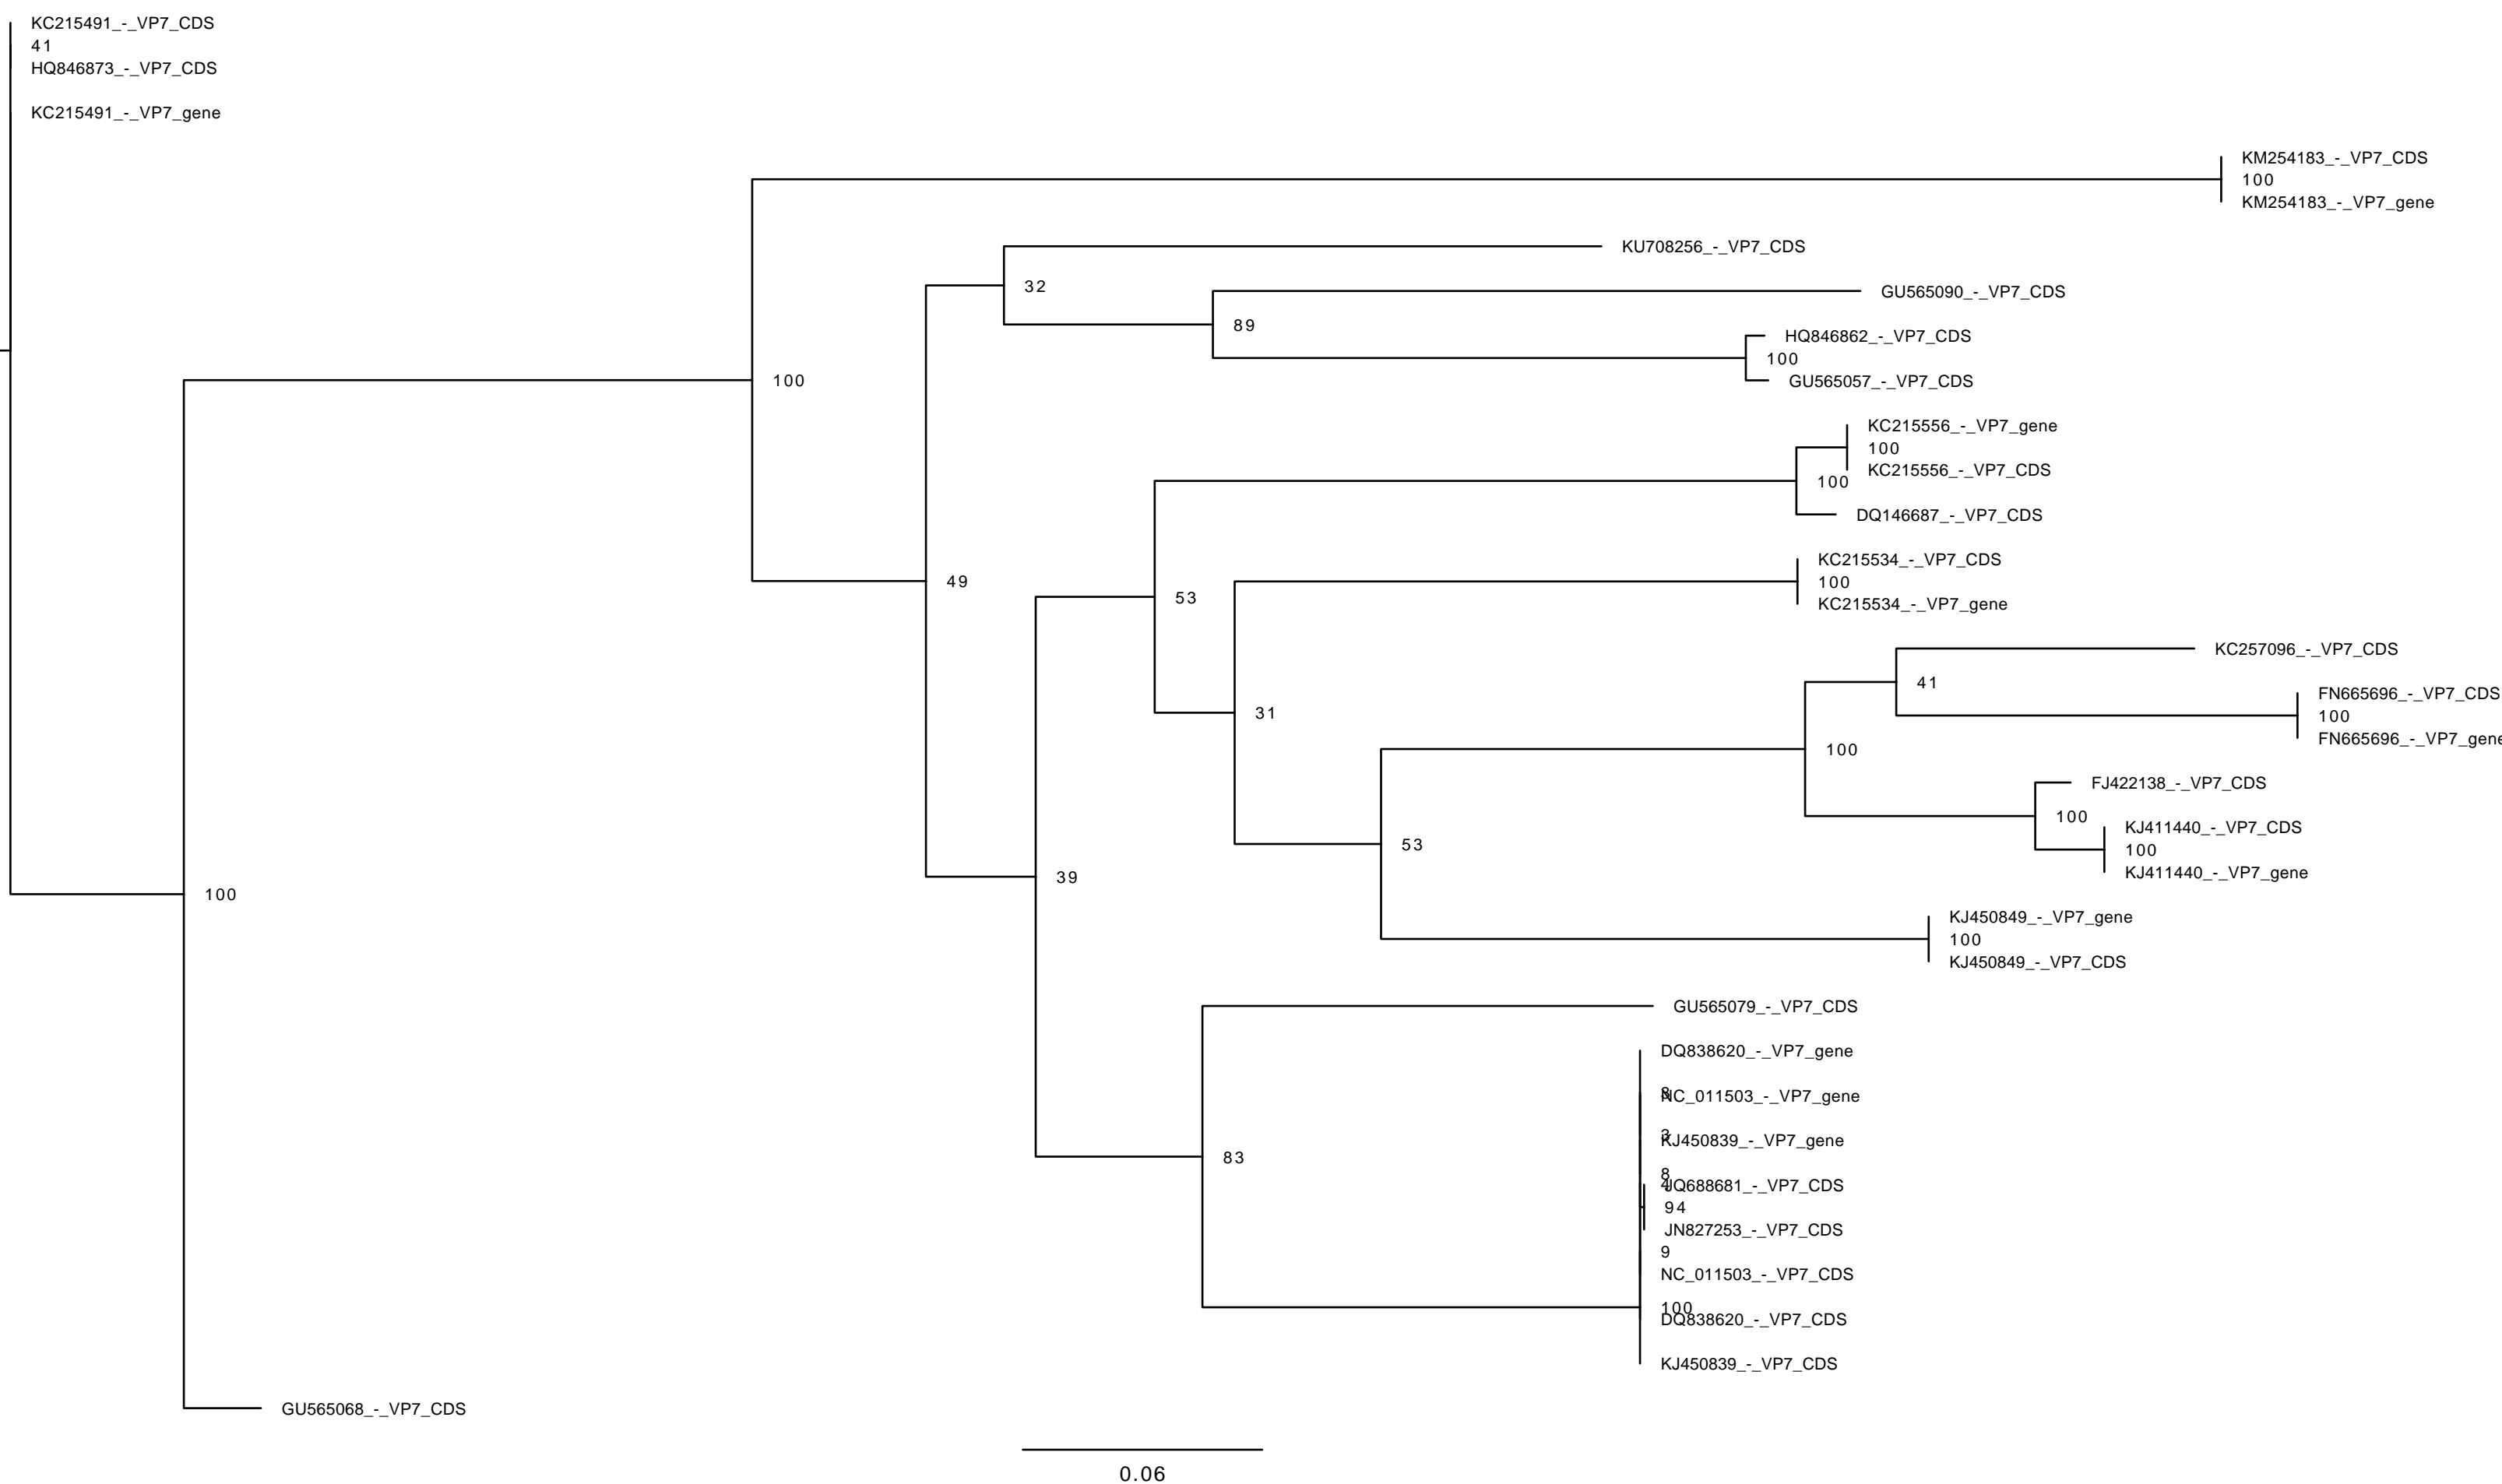 KC215491_-_VP7_CDS
41
HQ846873_-_VP7_CDS
KC215491_-_VP7_gene
KM254183_-_VP7_CDS
100
KM254183_-_VP7_gene
KU708256_-_VP7_CDS
32
GU565090_-_VP7_CDS
89
HQ846862_-_VP7_CDS
100
GU565057_-_VP7_CDS
100
KC215556_-_VP7_gene
100
KC215556_-_VP7_CDS
100
DQ146687_-_VP7_CDS
KC215534_-_VP7_CDS
100
49
53
KC215534_-_VP7_gene
KC257096_-_VP7_CDS
41
FN665696_-_VP7_CDS
31
100
FN665696_-_VP7_gene
100
FJ422138_-_VP7_CDS
100
KJ411440_-_VP7_CDS
53
100
KJ411440_-_VP7_gene
39
100
KJ450849_-_VP7_gene
100
KJ450849_-_VP7_CDS
GU565079_-_VP7_CDS
DQ838620_-_VP7_gene
NC_011503_-_VP7_gene
3
KJ450839_-_VP7_gene
83
8
JQ688681_-_VP7_CDS
94
JN827253_-_VP7_CDS
9
NC_011503_-_VP7_CDS
100
DQ838620_-_VP7_CDS
KJ450839_-_VP7_CDS
GU565068_-_VP7_CDS
0.06